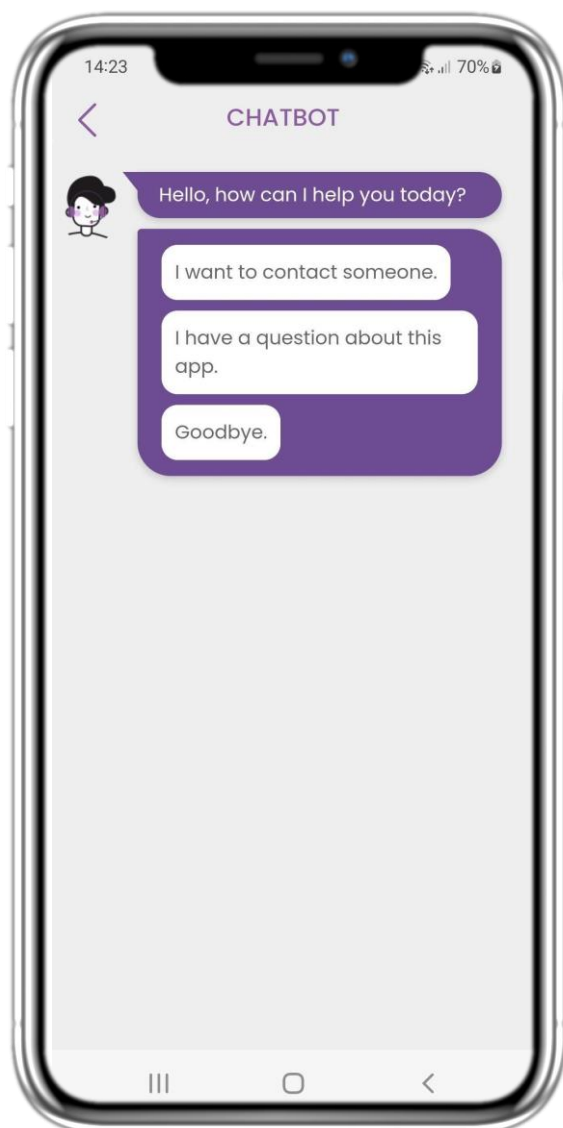 14:23
70%
CHATBOT
Hello, how can I help you today?
I want to contact someone.
I have a question about this
app.
Goodbye.